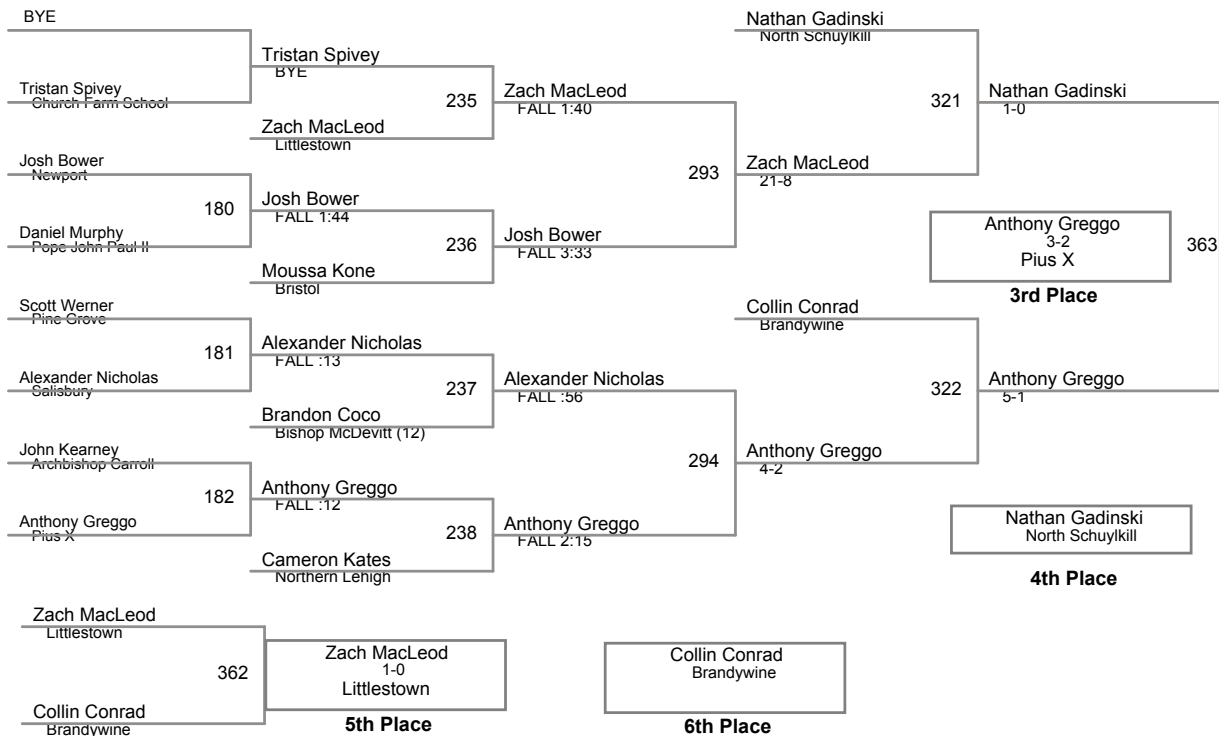 BYE
Tristan Spivey
Church Farm School
Josh Bower
Newport
180
Daniel Murphy
Pope John Paul II
Scott Werner
Pine Grove
181
Alexander Nicholas
Salisbury
John Kearney
Archbishop Carroll
182
Anthony Greggo
Pius X
Tristan Spivey
BYE
235
Zach MacLeod
Littlestown
Josh Bower
FALL 1:44
236
Moussa Kone
Bristol
Alexander Nicholas
FALL :13
237
Brandon Coco
Bishop McDevitt (12)
Anthony Greggo
FALL :12
238
Cameron Kates
Northern Lehigh
Zach MacLeod
FALL 1:40
293
Josh Bower
FALL 3:33
Alexander Nicholas
FALL :56
294
Anthony Greggo
FALL 2:15
Nathan Gadinski
North Schuylkill
321
Zach MacLeod
21-8
Collin Conrad
Brandywine
322
Anthony Greggo
4-2
Nathan Gadinski
1-0
Anthony Greggo
3-2
Pius X
363
3rd Place
Anthony Greggo
5-1
Nathan Gadinski
North Schuylkill
4th Place
Zach MacLeod
Littlestown
362
Collin Conrad
Brandywine
Zach MacLeod
1-0
Littlestown
5th Place
Collin Conrad
Brandywine
6th Place